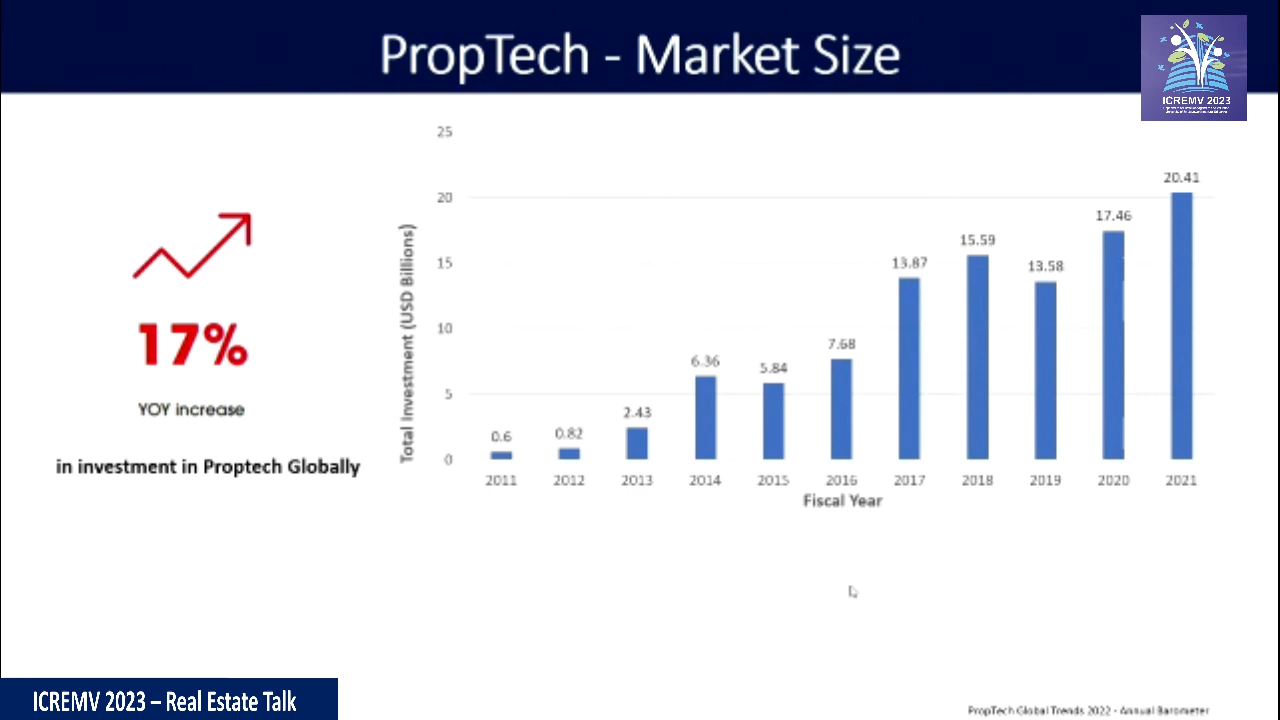 PropTech - Market Size
ICREMV 2023
17%
YOY increase
in investment in Proptech Globally
Total Investment (USD Billions)
25
20
15
10
5
0
0.6
0.82
2.43
6.36
5.84
7.68
13.87
15.59
13.58
17.46
20.41
2011 2012 2013 2014 2015 2016 2017 2018 2019 2020 2021
Fiscal Year
ICREMV 2023 – Real Estate Talk
PropTech Global Trends 2022 - Annual Barometer